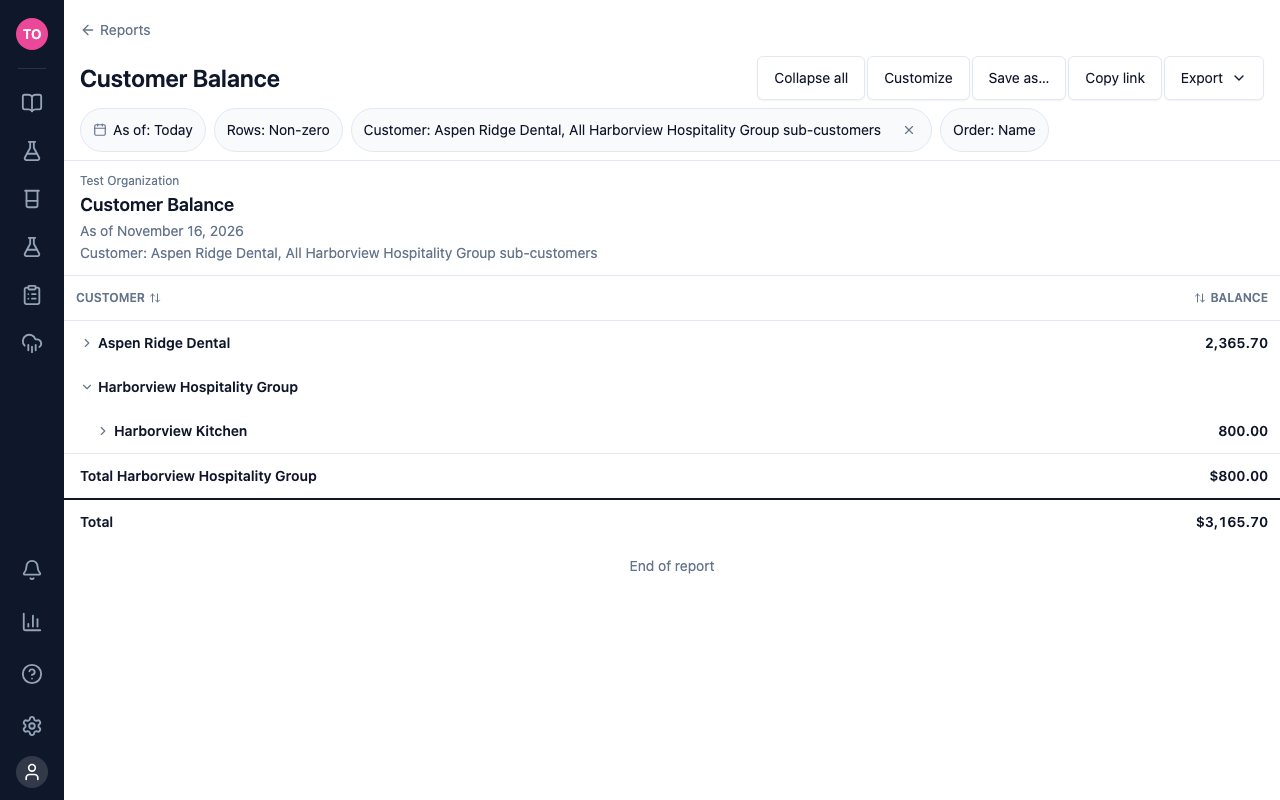 TO
Reports
Customer Balance
Collapse all
Customize
Save as...
Copy link
Export
As of: Today
Rows: Non-zero
Customer: Aspen Ridge Dental, All Harborview Hospitality Group sub-customers
Order: Name
Test Organization
Customer Balance
As of November 16, 2026
Customer: Aspen Ridge Dental, All Harborview Hospitality Group sub-customers
CUSTOMER BALANCE
Aspen Ridge Dental 2,365.70
Harborview Hospitality Group
Harborview Kitchen 800.00
Total Harborview Hospitality Group $800.00
Total $3,165.70
End of report